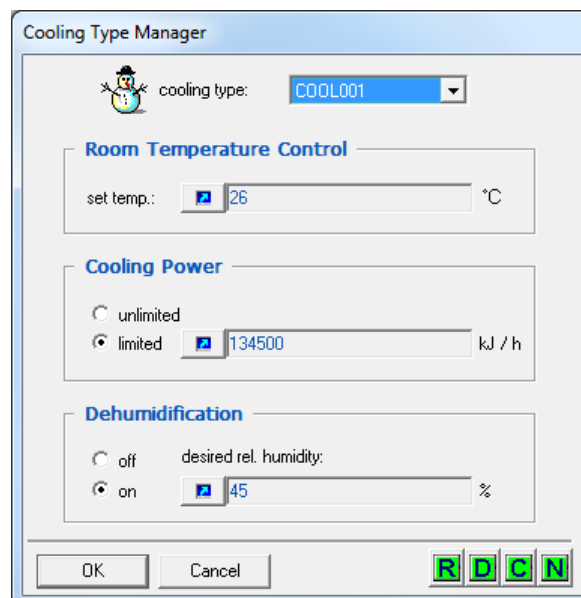 Cooling Type Manager
cooling type: COOL001
Room Temperature Control
set temp.: 26 °C
Cooling Power
unlimited
limited 134500 kJ / h
Dehumidification
off desired rel. humidity:
on 45 %
OK Cancel R D C N